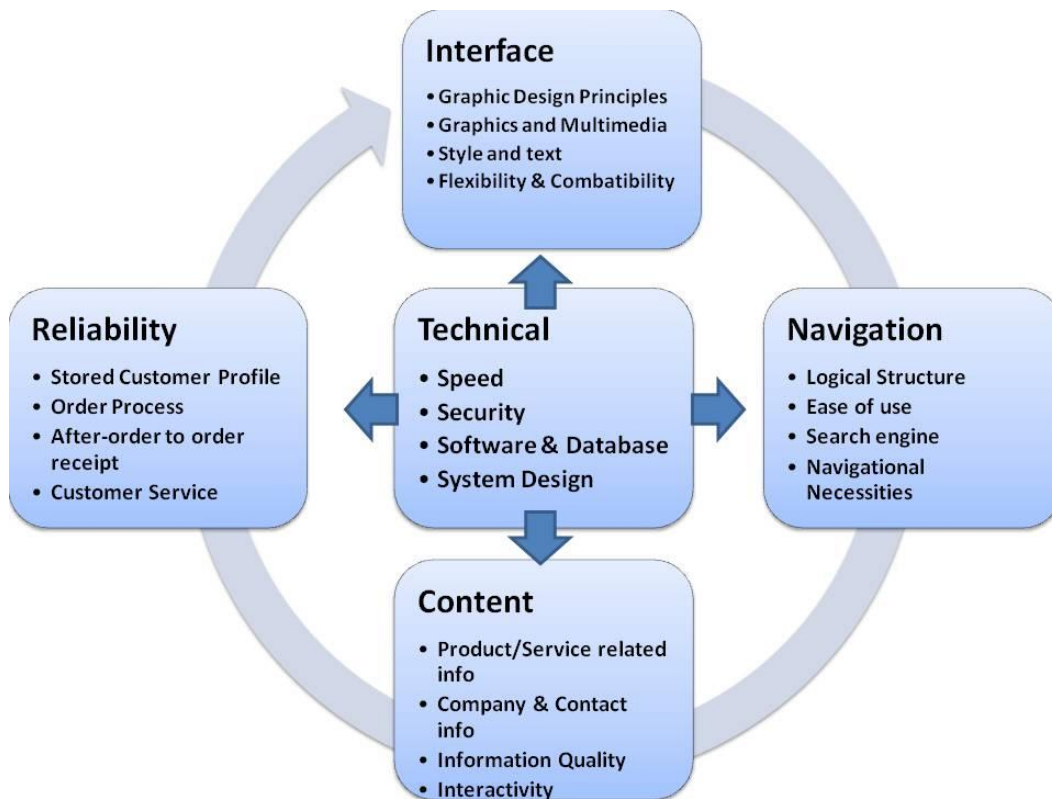 Interface
• Graphic Design Principles
• Graphics and Multimedia
• Style and text
• Flexibility & Combatibility
Reliability
• Stored Customer Profile
• Order Process
• After-order to order
receipt
• Customer Service
Technical
• Speed
• Security
• Software & Database
• System Design
Navigation
• Logical Structure
• Ease of use
• Search engine
• Navigational
Necessities
Content
• Product/Service related
info
• Company & Contact
info
• Information Quality
• Interactivity